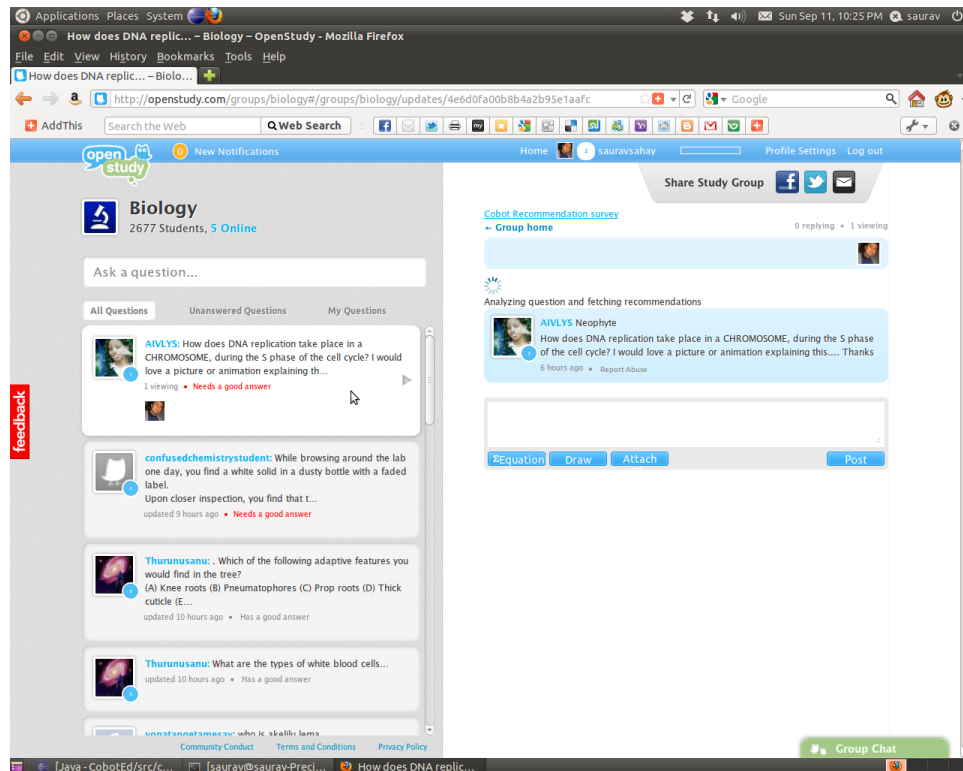 Applications Places System
Sun Sep 11, 10:25 PM saurav
How does DNA replic... – Biology – OpenStudy - Mozilla Firefox
File Edit View History Bookmarks Tools Help
How does DNA replic... – Biolo...
http://openstudy.com/groups/biology#/groups/biology/updates/4e6d0fa00b8b4a2b95e1aafc
Google
AddThis
Search the Web
Web Search
open study
0 New Notifications
Home
sauravsahay
Profile Settings Log out
Share Study Group
Biology
2677 Students, 5 Online
Ask a question...
All Questions
Unanswered Questions
My Questions
AIVLYS: How does DNA replication take place in a
CHROMOSOME, during the S phase of the cell cycle? I would
love a picture or animation explaining th...
1 viewing • Needs a good answer
confusedchemistrystudent: While browsing around the lab
one day, you find a white solid in a dusty bottle with a faded
label.
Upon closer inspection, you find that t...
updated 9 hours ago • Needs a good answer
Thurunusanu: . Which of the following adaptive features you
would find in the tree?
(A) Knee roots (B) Pneumatophores (C) Prop roots (D) Thick
cuticle (E...
updated 10 hours ago • Has a good answer
Thurunusanu: What are the types of white blood cells...
updated 10 hours ago • Has a good answer
yonatangetamesay: who is akelilu lema
Community Conduct
Terms and Conditions
Privacy Policy
feedback
Cobot Recommendation survey
← Group home
0 replying • 1 viewing
Analyzing question and fetching recommendations
AIVLYS Neophyte
How does DNA replication take place in a CHROMOSOME, during the S phase
of the cell cycle? I would love a picture or animation explaining this.... Thanks
6 hours ago • Report Abuse
ΣEquation
Draw
Attach
Post
Group Chat
[Java - CobotEd/src/c...
[saurav@saurav-Preci...
How does DNA replic...